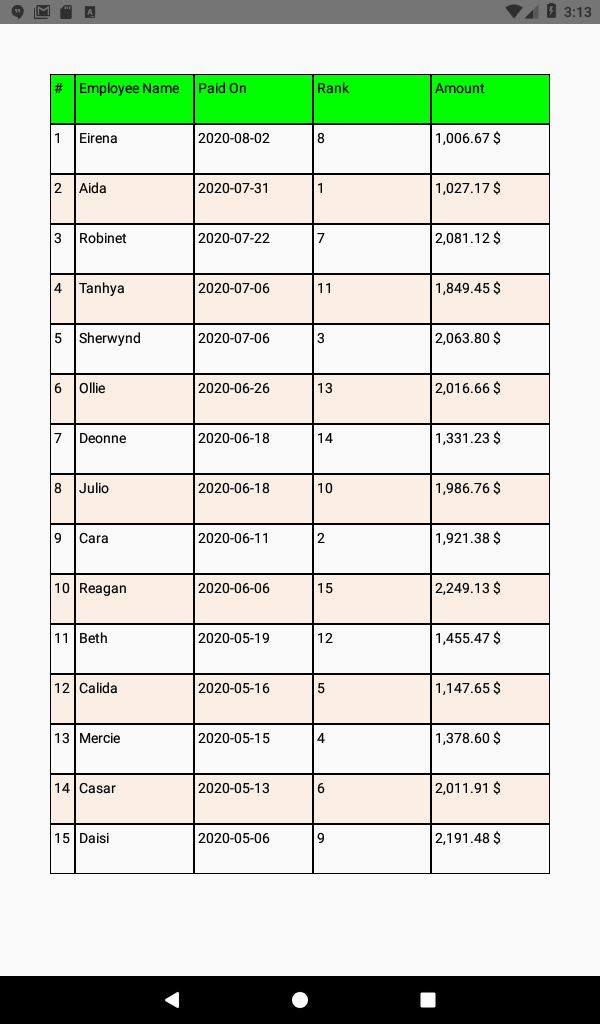 3:13
# Employee Name Paid On Rank Amount
1 Eirena 2020-08-02 8 1,006.67 $
2 Aida 2020-07-31 1 1,027.17 $
3 Robinet 2020-07-22 7 2,081.12 $
4 Tanhya 2020-07-06 11 1,849.45 $
5 Sherwynd 2020-07-06 3 2,063.80 $
6 Ollie 2020-06-26 13 2,016.66 $
7 Deonne 2020-06-18 14 1,331.23 $
8 Julio 2020-06-18 10 1,986.76 $
9 Cara 2020-06-11 2 1,921.38 $
10 Reagan 2020-06-06 15 2,249.13 $
11 Beth 2020-05-19 12 1,455.47 $
12 Calida 2020-05-16 5 1,147.65 $
13 Mercie 2020-05-15 4 1,378.60 $
14 Casar 2020-05-13 6 2,011.91 $
15 Daisi 2020-05-06 9 2,191.48 $